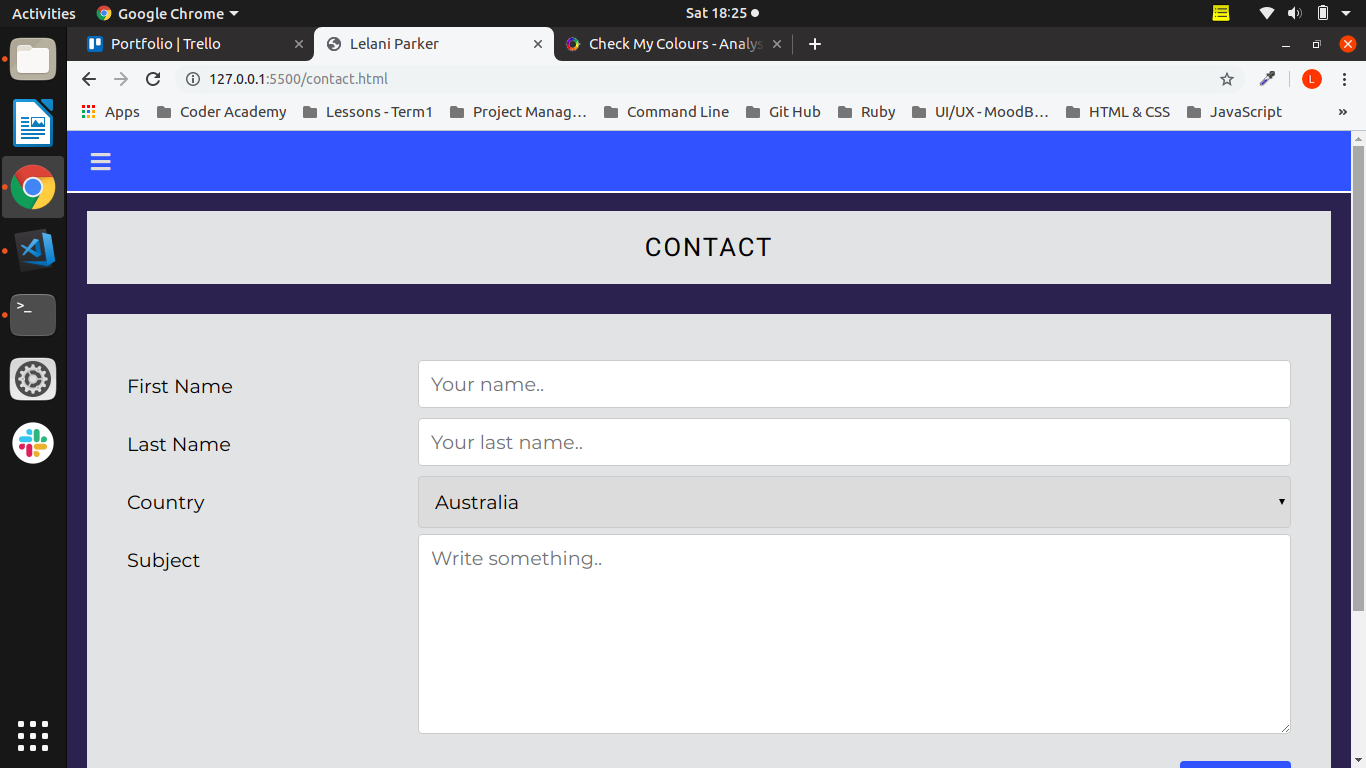 Activities Google Chrome Sat 18:25
Portfolio | Trello Lelani Parker Check My Colours - Analys
127.0.0.1:5500/contact.html L
Apps Coder Academy Lessons - Term1 Project Manag... Command Line Git Hub Ruby UI/UX - MoodB... HTML & CSS JavaScript »
CONTACT
First Name Your name..
Last Name Your last name..
Country Australia
Subject Write something..
>_